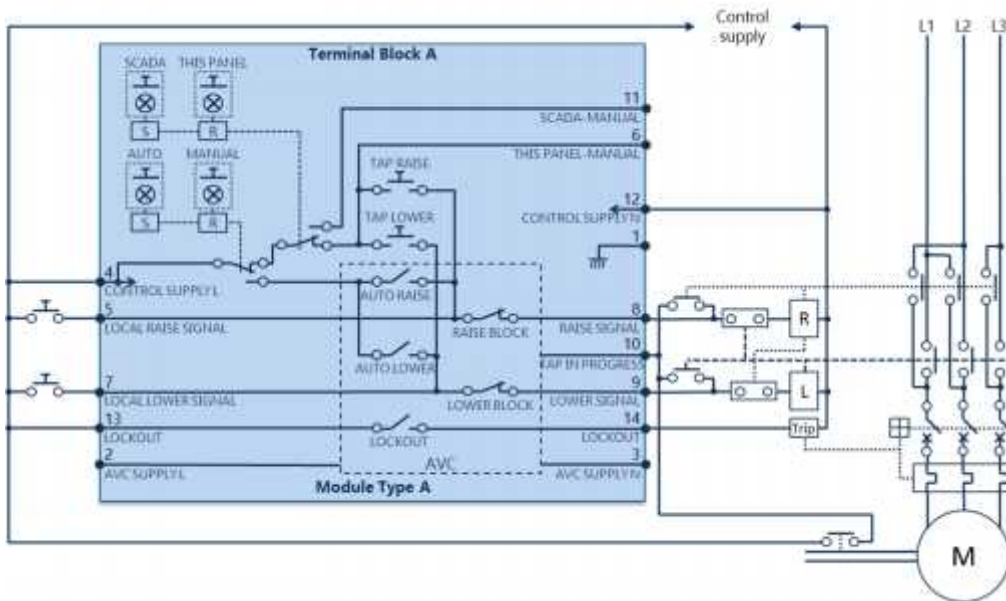 Control
supply
L1
L2
L3
Terminal Block A
SCADA
THIS PANEL
11
SCADA-MANUAL
S
R
6
THIS PANEL-MANUAL
AUTO
MANUAL
TAP RAISE
TAP LOWER
12
CONTROL SUPPLY N
S
R
1
4
CONTROL SUPPLY L
AUTO RAISE
5
LOCAL RAISE SIGNAL
RAISE BLOCK
8
RAISE SIGNAL
R
10
TAP IN PROGRESS
AUTO LOWER
7
LOCAL LOWER SIGNAL
LOWER BLOCK
9
LOWER SIGNAL
L
13
LOCKOUT
LOCKOUT
14
LOCKOUT
Trip
2
AVC SUPPLY L
AVC
3
AVC SUPPLY N
Module Type A
M